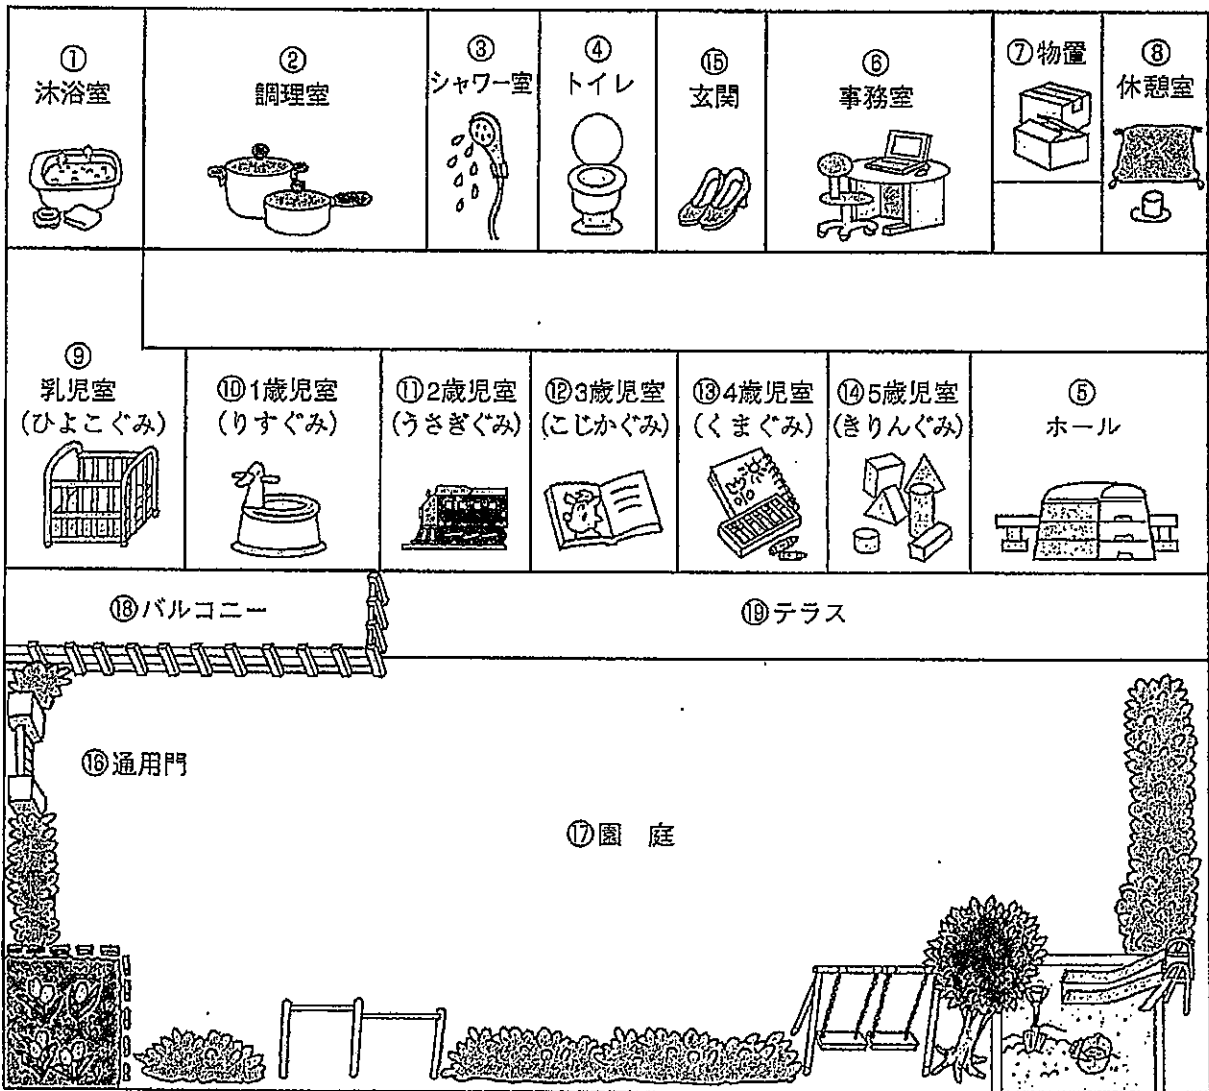 ①
沐浴室
②
調理室
③
シャワー室
④
トイレ
⑮
玄関
⑥
事務室
⑦物置
⑧
休憩室
⑨
乳児室
(ひよこぐみ)
⑩1歳児室
(りすぐみ)
⑪2歳児室
(うさぎぐみ)
⑫3歳児室
(こじかぐみ)
⑬4歳児室
(くまぐみ)
⑭5歳児室
(きりんぐみ)
⑤
ホール
⑱バルコニー
⑲テラス
⑯通用門
⑰園 庭